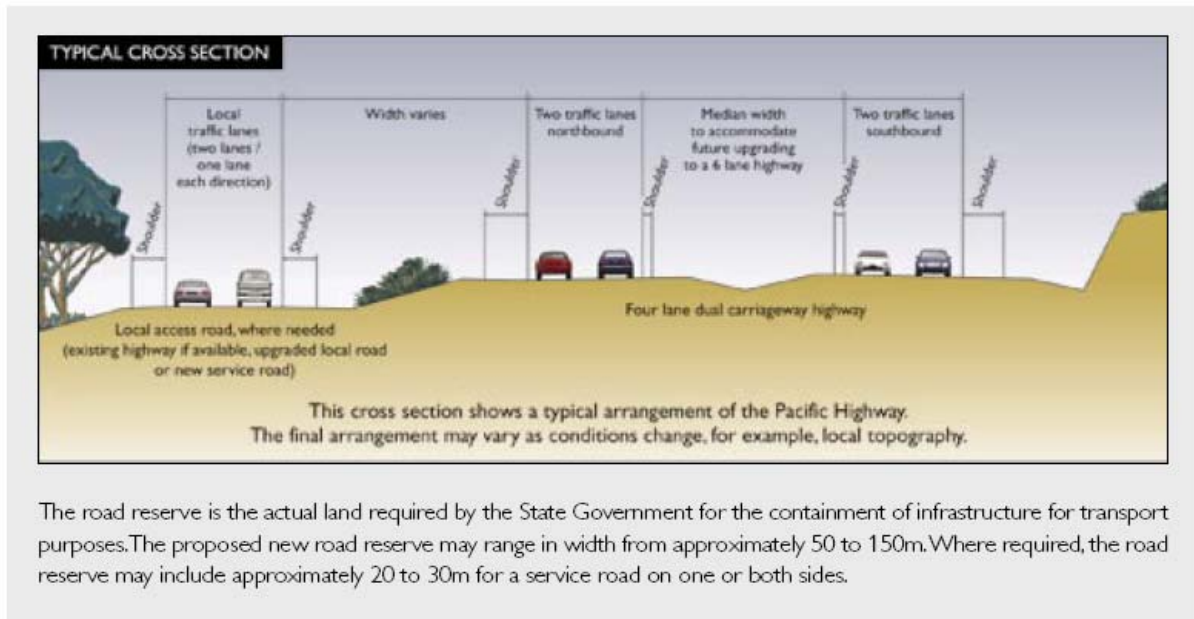 TYPICAL CROSS SECTION
Local
traffic lanes
(two lanes /
one lane
each direction)
Width varies
Two traffic lanes
northbound
Median width
to accommodate
future upgrading
to a 6 lane highway
Two traffic lanes
southbound
Shoulder
Shoulder
Shoulder
Shoulder
Shoulder
Shoulder
Local access road, where needed
(existing highway if available, upgraded local road
or new service road)
Four lane dual carriageway highway
This cross section shows a typical arrangement of the Pacific Highway.
The final arrangement may vary as conditions change, for example, local topography.
The road reserve is the actual land required by the State Government for the containment of infrastructure for transport
purposes.The proposed new road reserve may range in width from approximately 50 to 150m. Where required, the road
reserve may include approximately 20 to 30m for a service road on one or both sides.